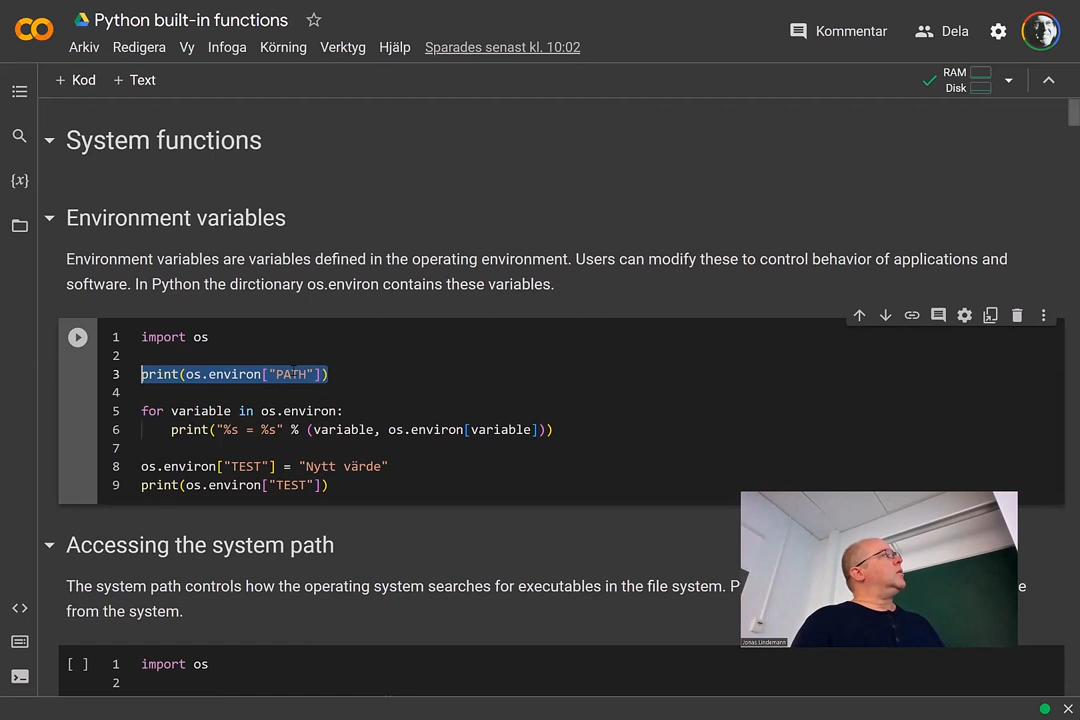 Python built-in functions
Arkiv Redigera Vy Infoga Körning Verktyg Hjälp Sparades senast kl. 10:02
Kommentar
Dela
+ Kod + Text
RAM
Disk
System functions
{x}
Environment variables
Environment variables are variables defined in the operating environment. Users can modify these to control behavior of applications and
software. In Python the dirctionary os.environ contains these variables.
1 import os
2
3 print(os.environ["PATH"])
4
5 for variable in os.environ:
6 print("%s = %s" % (variable, os.environ[variable]))
7
8 os.environ["TEST"] = "Nytt värde"
9 print(os.environ["TEST"])
Accessing the system path
The system path controls how the operating system searches for executables in the file system. P
e
from the system.
Jonas Lindemann
[ ] 1 import os
2